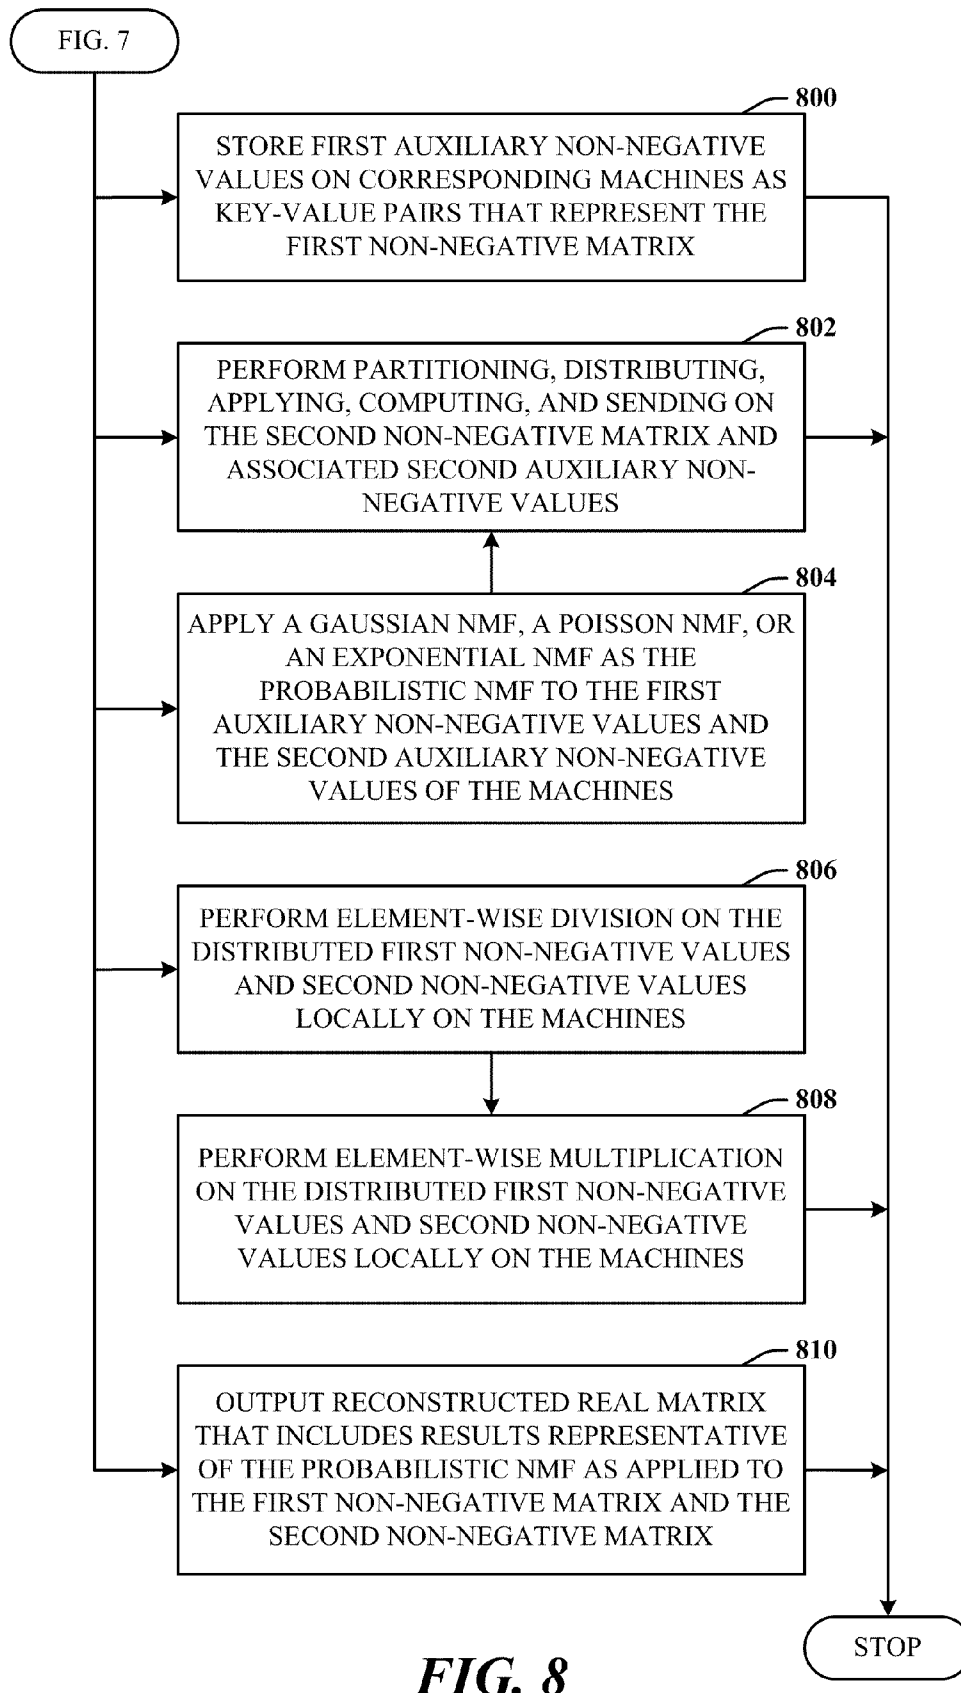 FIG. 7
800
STORE FIRST AUXILIARY NON-NEGATIVE
VALUES ON CORRESPONDING MACHINES AS
KEY-VALUE PAIRS THAT REPRESENT THE
FIRST NON-NEGATIVE MATRIX
802
PERFORM PARTITIONING, DISTRIBUTING,
APPLYING, COMPUTING, AND SENDING ON
THE SECOND NON-NEGATIVE MATRIX AND
ASSOCIATED SECOND AUXILIARY NON-
NEGATIVE VALUES
804
APPLY A GAUSSIAN NMF, A POISSON NMF, OR
AN EXPONENTIAL NMF AS THE
PROBABILISTIC NMF TO THE FIRST
AUXILIARY NON-NEGATIVE VALUES AND
THE SECOND AUXILIARY NON-NEGATIVE
VALUES OF THE MACHINES
806
PERFORM ELEMENT-WISE DIVISION ON THE
DISTRIBUTED FIRST NON-NEGATIVE VALUES
AND SECOND NON-NEGATIVE VALUES
LOCALLY ON THE MACHINES
808
PERFORM ELEMENT-WISE MULTIPLICATION
ON THE DISTRIBUTED FIRST NON-NEGATIVE
VALUES AND SECOND NON-NEGATIVE
VALUES LOCALLY ON THE MACHINES
810
OUTPUT RECONSTRUCTED REAL MATRIX
THAT INCLUDES RESULTS REPRESENTATIVE
OF THE PROBABILISTIC NMF AS APPLIED TO
THE FIRST NON-NEGATIVE MATRIX AND THE
SECOND NON-NEGATIVE MATRIX
STOP
FIG. 8